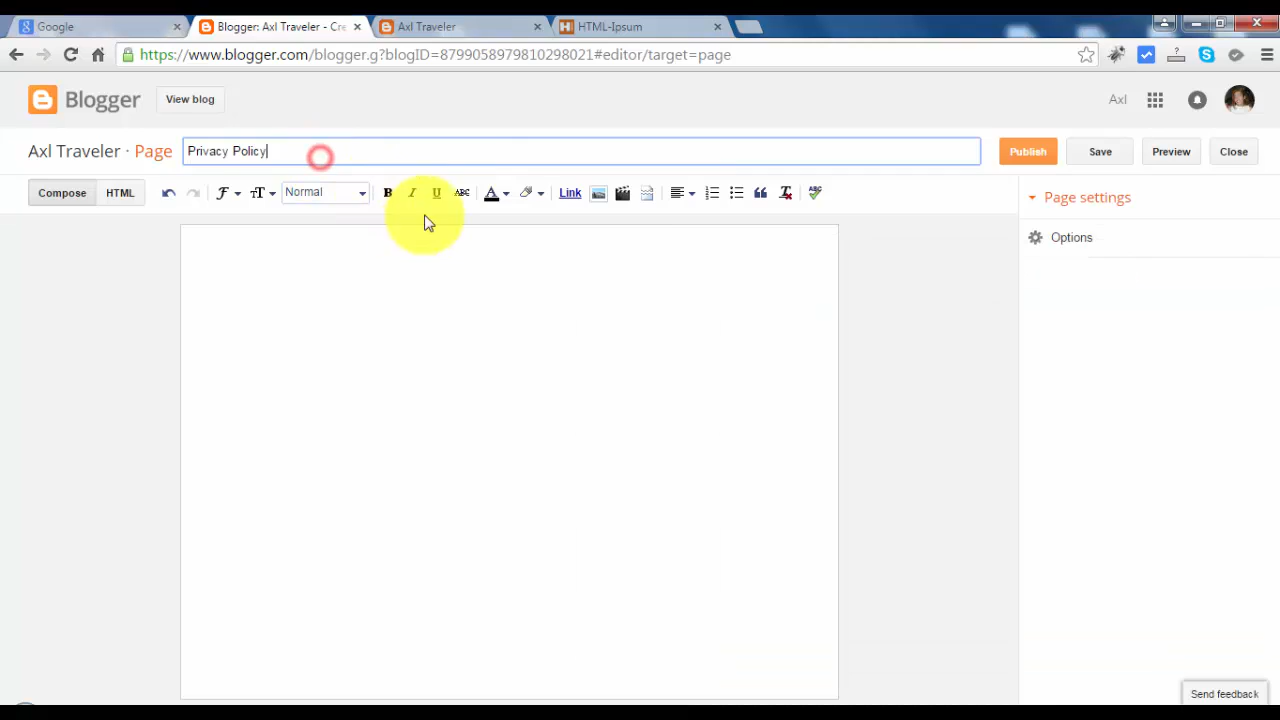 Google
Blogger: Axl Traveler - Cre
Axl Traveler
HTML-Ipsum
https://www.blogger.com/blogger.g?blogID=8799058979810298021#editor/target=page
Blogger
View blog
Axl
Axl Traveler · Page
Privacy Policy
Publish
Save
Preview
Close
Compose
HTML
Normal
B
I
U
ABC
A
Link
ABC
Page settings
Options
Send feedback